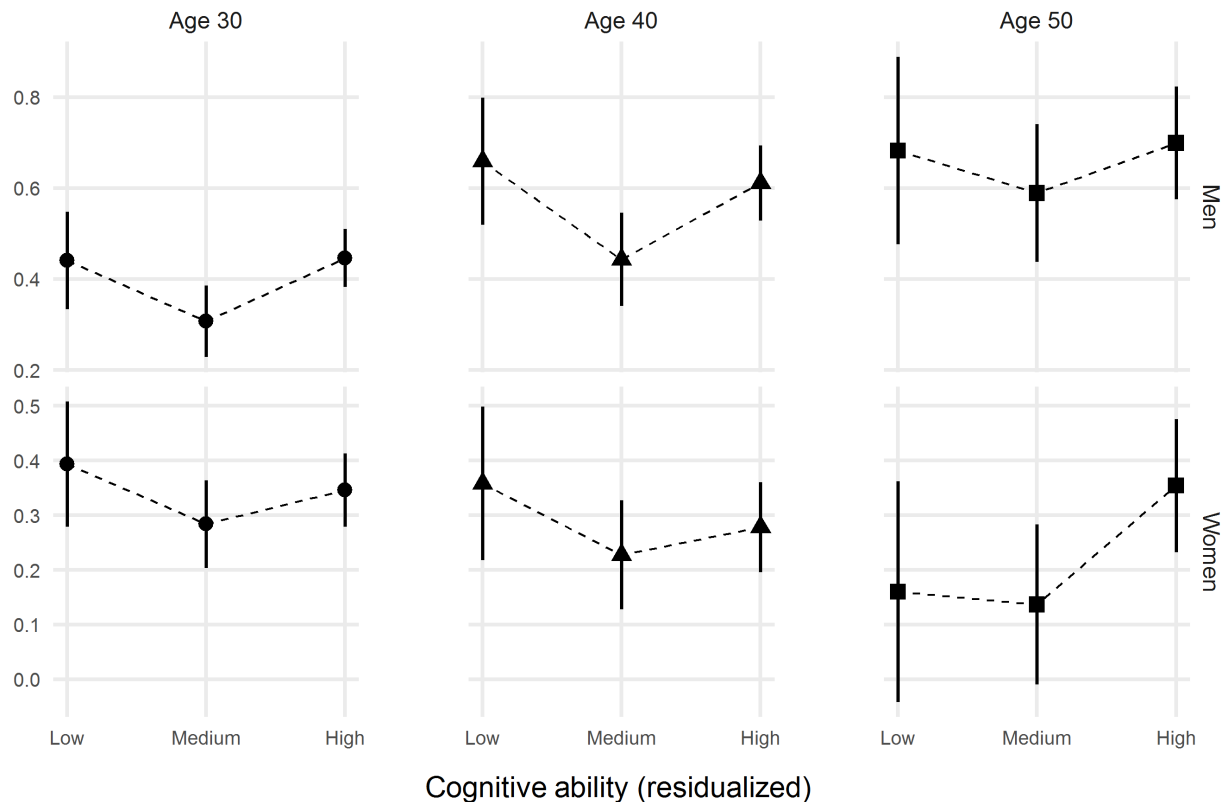 Age 30 Age 40 Age 50
0.8
0.6
0.4
0.2
Men
0.5
0.4
0.3
0.2
0.1
0.0
Women
Low Medium High Low Medium High Low Medium High
Cognitive ability (residualized)